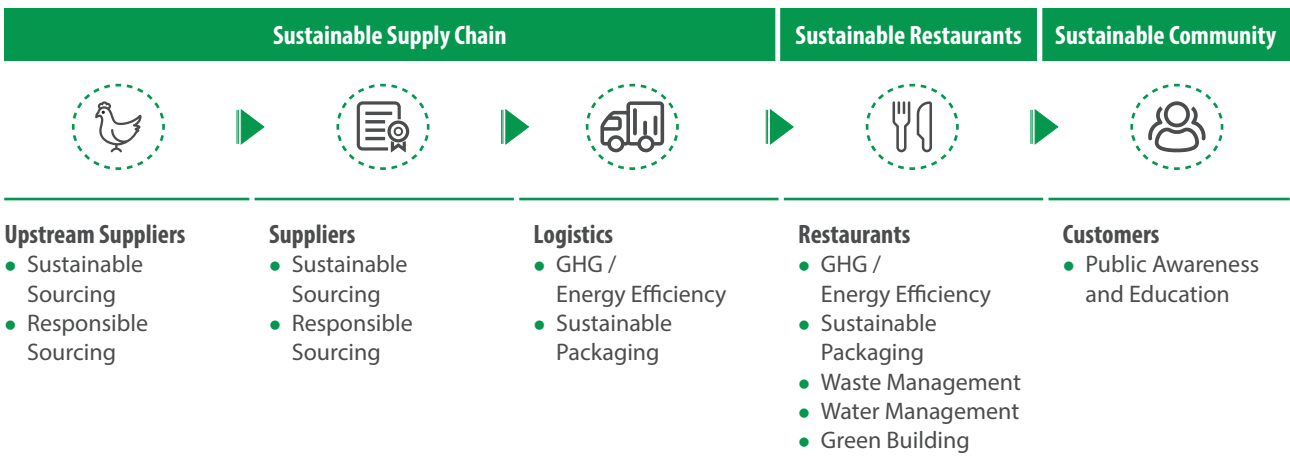 Sustainable Supply Chain
Sustainable Restaurants
Sustainable Community
Upstream Suppliers
● Sustainable
Sourcing
● Responsible
Sourcing
Suppliers
● Sustainable
Sourcing
● Responsible
Sourcing
Logistics
● GHG /
Energy Efficiency
● Sustainable
Packaging
Restaurants
● GHG /
Energy Efficiency
● Sustainable
Packaging
● Waste Management
● Water Management
● Green Building
Customers
● Public Awareness
and Education